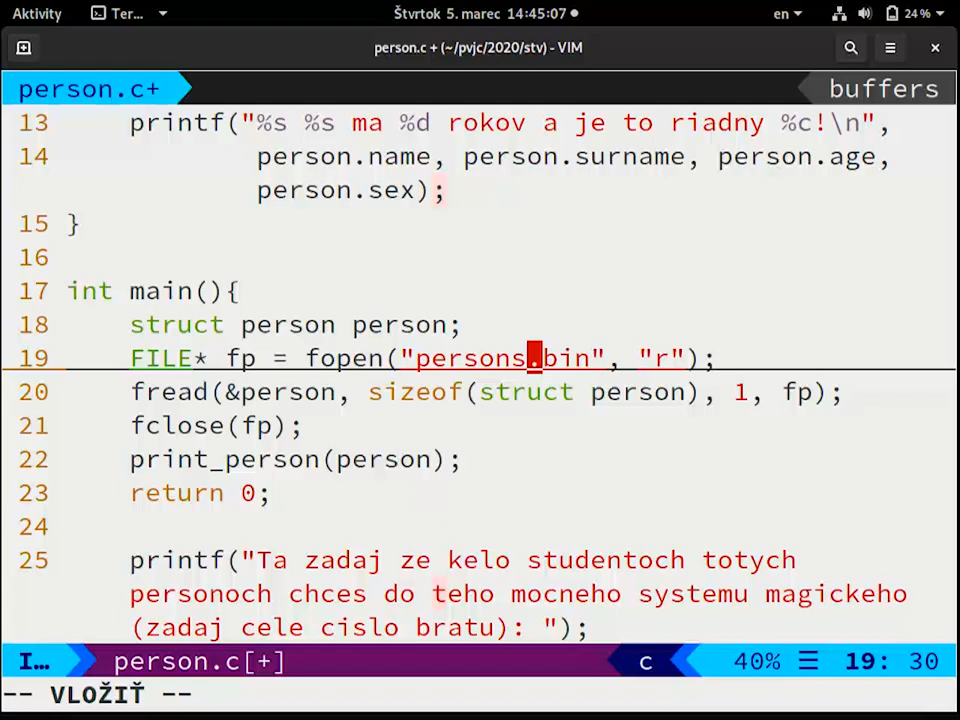 Aktivity Ter... Štvrtok 5. marec 14:45:07 en 24 %
person.c + (~/pvjc/2020/stv) - VIM
person.c+ buffers
13 printf("%s %s ma %d rokov a je to riadny %c!\n",
14 person.name, person.surname, person.age,
person.sex);
15 }
16
17 int main(){
18 struct person person;
19 FILE* fp = fopen("persons.bin", "r");
20 fread(&person, sizeof(struct person), 1, fp);
21 fclose(fp);
22 print_person(person);
23 return 0;
24
25 printf("Ta zadaj ze kelo studentoch totych
personoch chces do teho mocneho systemu magickeho
(zadaj cele cislo bratu): ");
I… person.c[+] c 40% ☰ 19: 30
-- VLOŽIŤ --